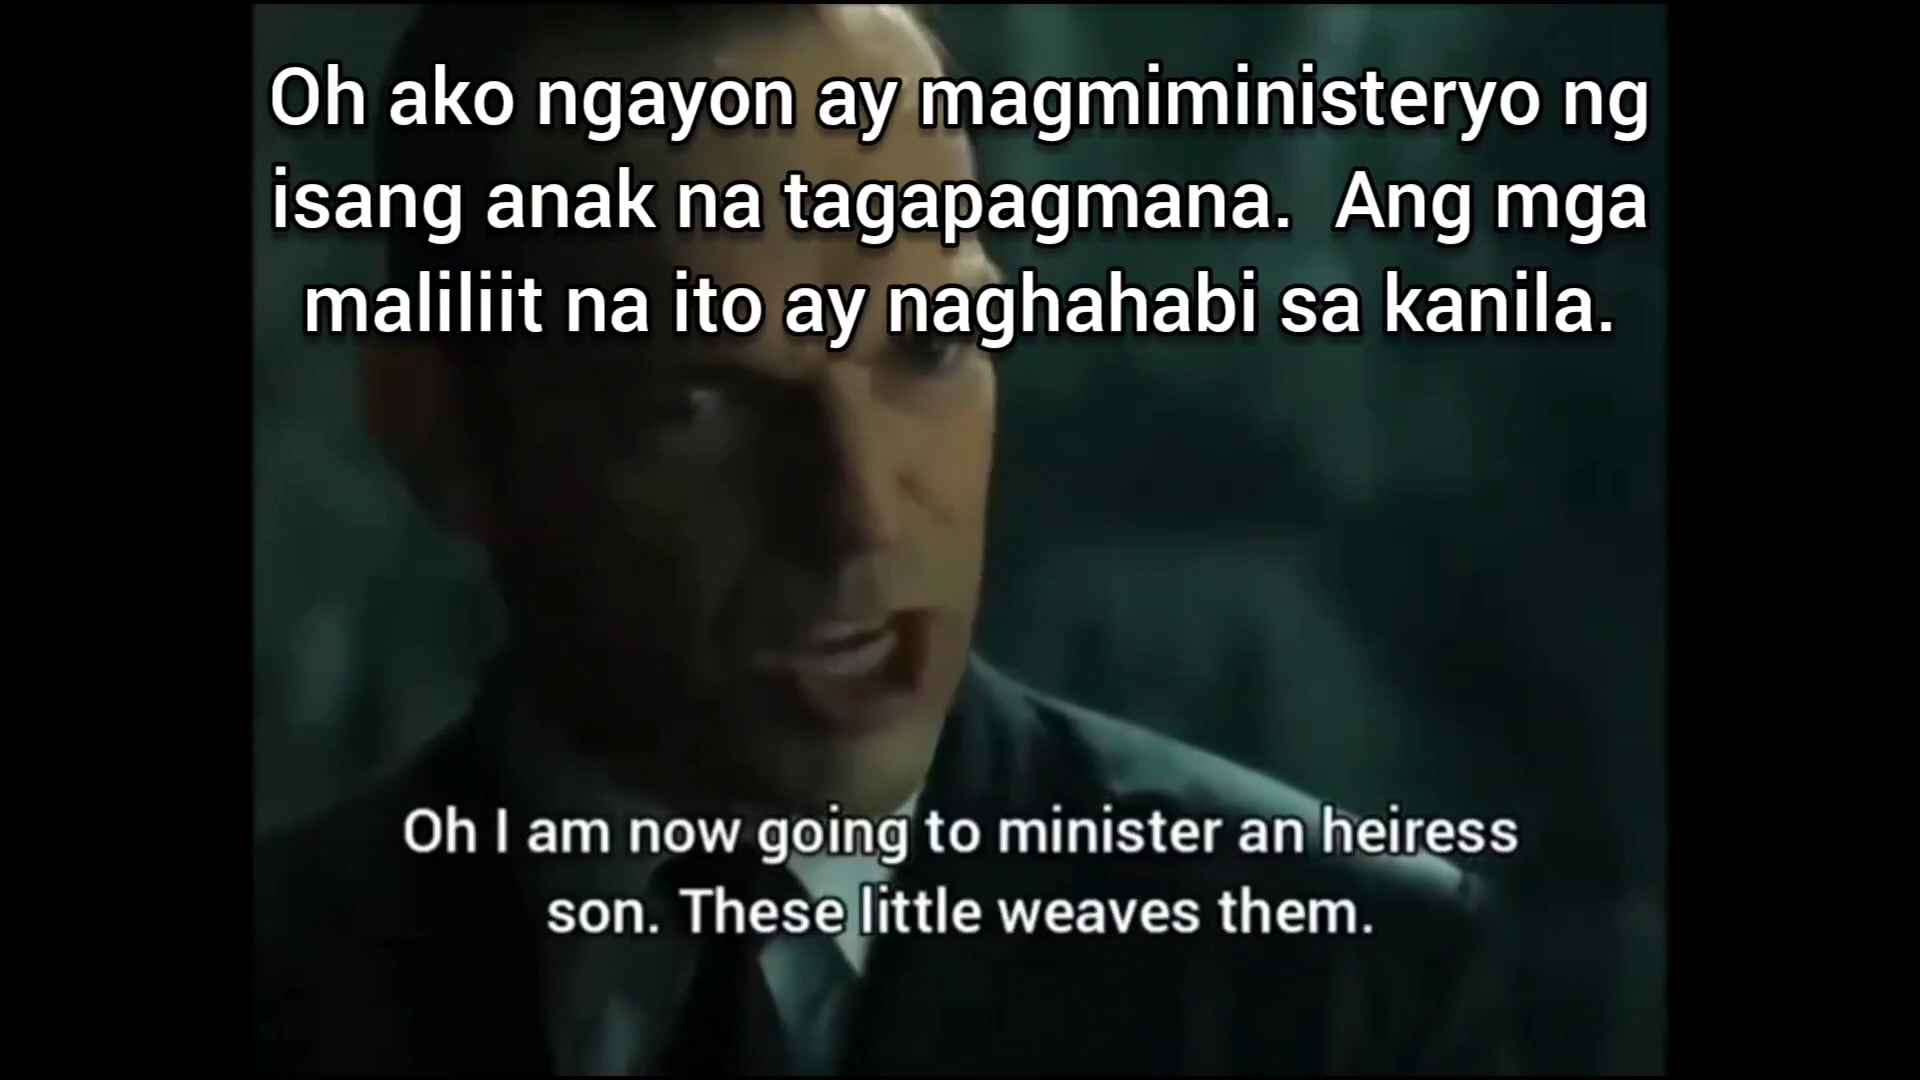 Oh ako ngayon ay magmiministeryo ng
isang anak na tagapagmana.  Ang mga
maliliit na ito ay naghahabi sa kanila.
Oh I am now going to minister an heiress
son. These little weaves them.